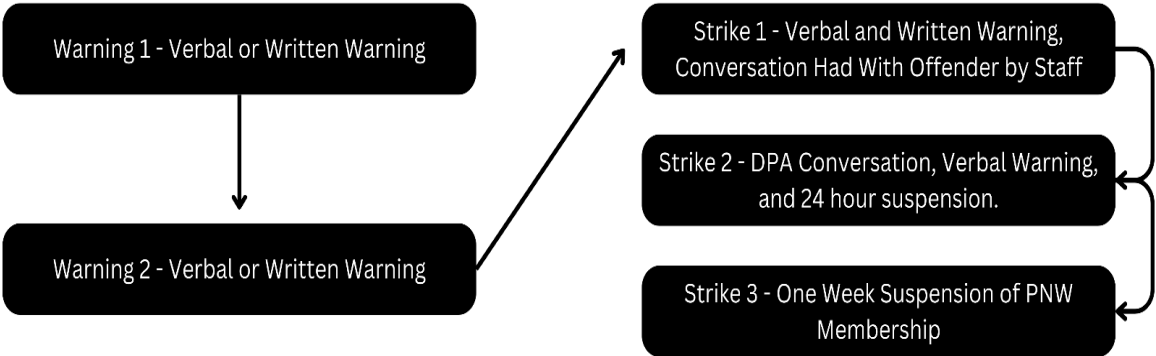 Warning 1 - Verbal or Written Warning
Warning 2 - Verbal or Written Warning
Strike 1 - Verbal and Written Warning,
Conversation Had With Offender by Staff
Strike 2 - DPA Conversation, Verbal Warning,
and 24 hour suspension.
Strike 3 - One Week Suspension of PNW
Membership